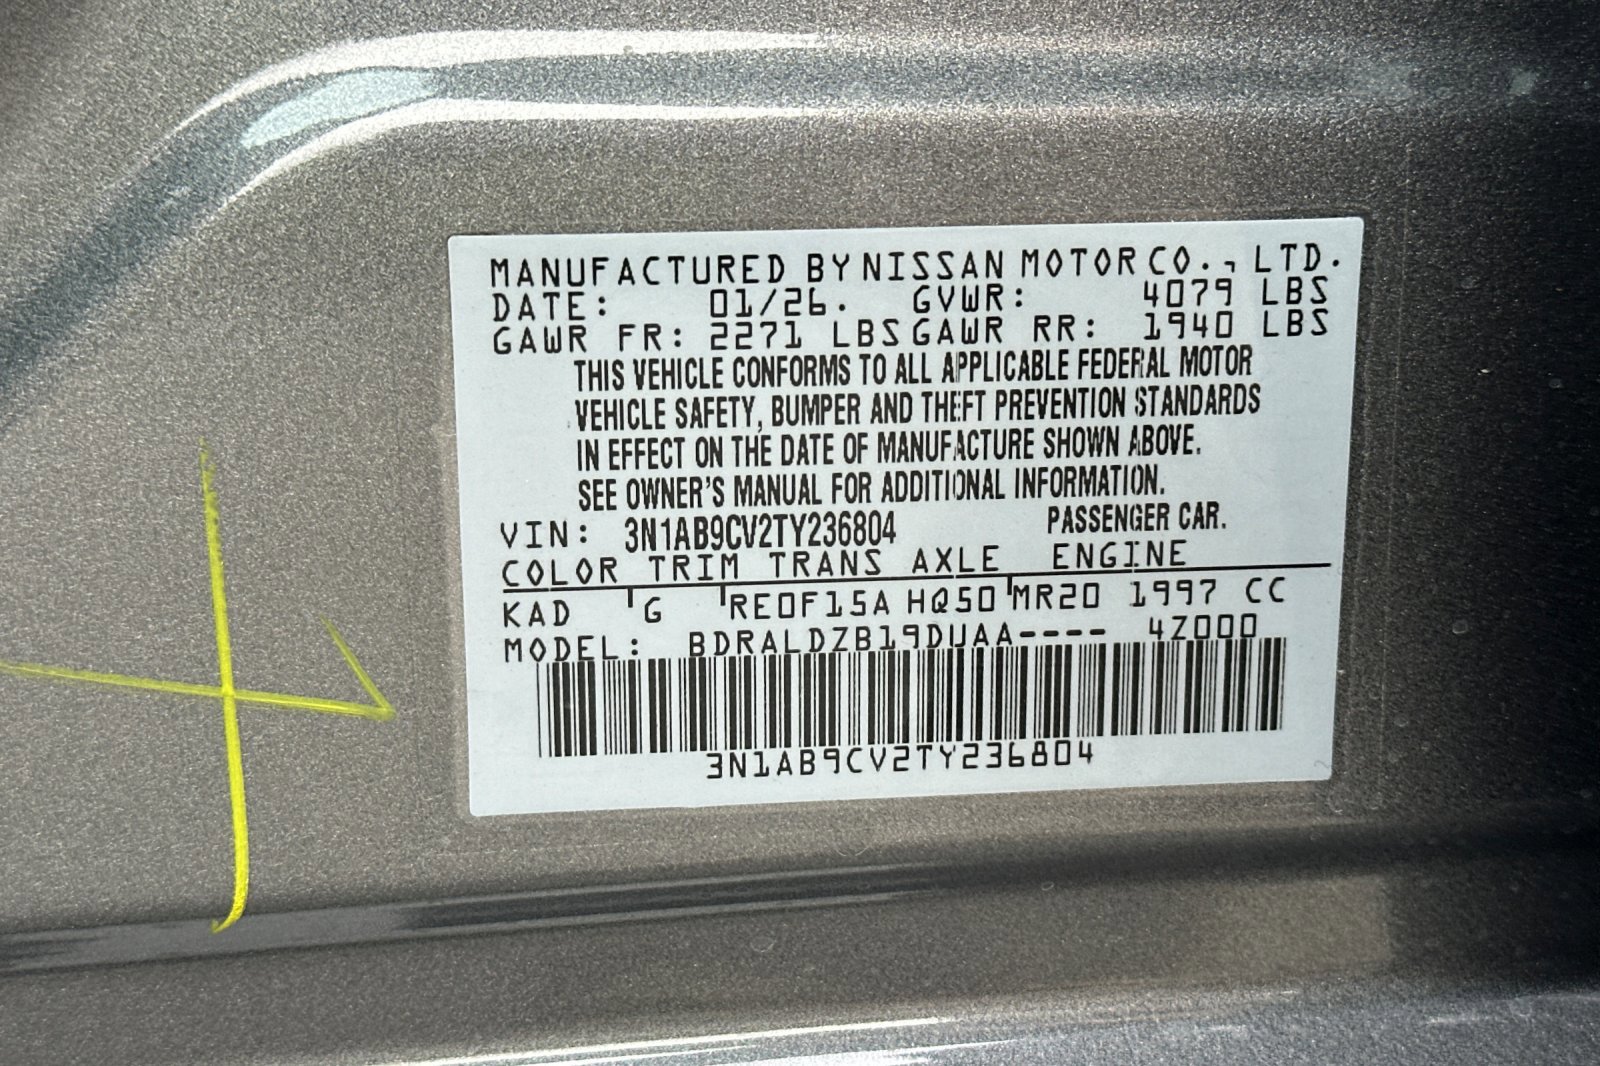 MANUFACTURED BY NISSAN MOTOR CO., LTD.
DATE: 01/26. GVWR: 4079 LBS
GAWR FR: 2271 LBS GAWR RR: 1940 LBS
THIS VEHICLE CONFORMS TO ALL APPLICABLE FEDERAL MOTOR
VEHICLE SAFETY, BUMPER AND THEFT PREVENTION STANDARDS
IN EFFECT ON THE DATE OF MANUFACTURE SHOWN ABOVE.
SEE OWNER'S MANUAL FOR ADDITIONAL INFORMATION.
VIN: 3N1AB9CV2TY236804 PASSENGER CAR.
COLOR TRIM TRANS AXLE ENGINE
KAD G RE0F15A HQ50 MR20 1997 CC
MODEL: BDRALDZB19DUAA---- 4Z000
3N1AB9CV2TY236804